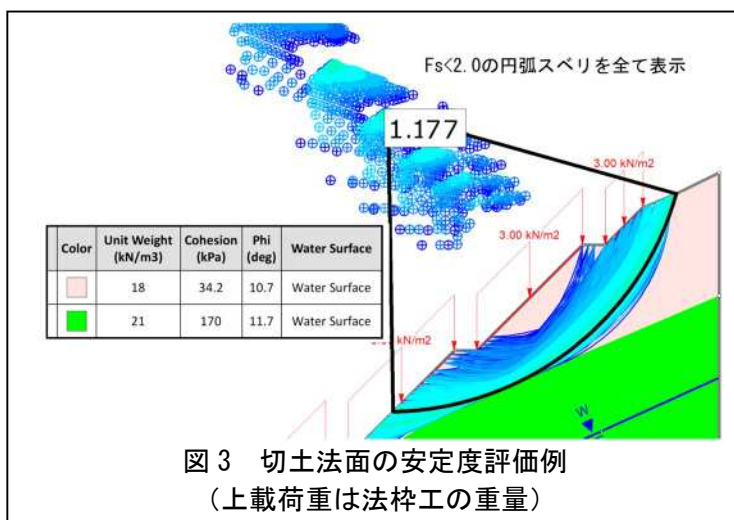 Fs<2.0の円弧スベリを全て表示
1.177
3.00 kN/m2
3.00 kN/m2
kN/m2
Color Unit Weight (kN/m3) Cohesion (kPa) Phi (deg) Water Surface
18 34.2 10.7 Water Surface
21 170 11.7 Water Surface
W
図 3 切土法面の安定度評価例
(上載荷重は法枠工の重量)